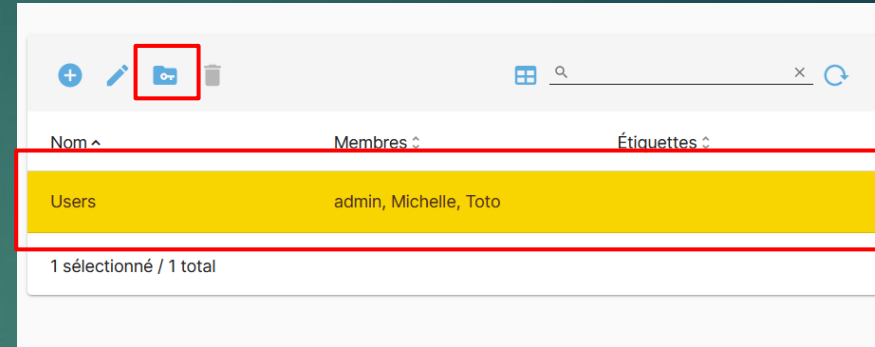 Nom Membres Étiquettes
Users admin, Michelle, Toto
1 sélectionné / 1 total